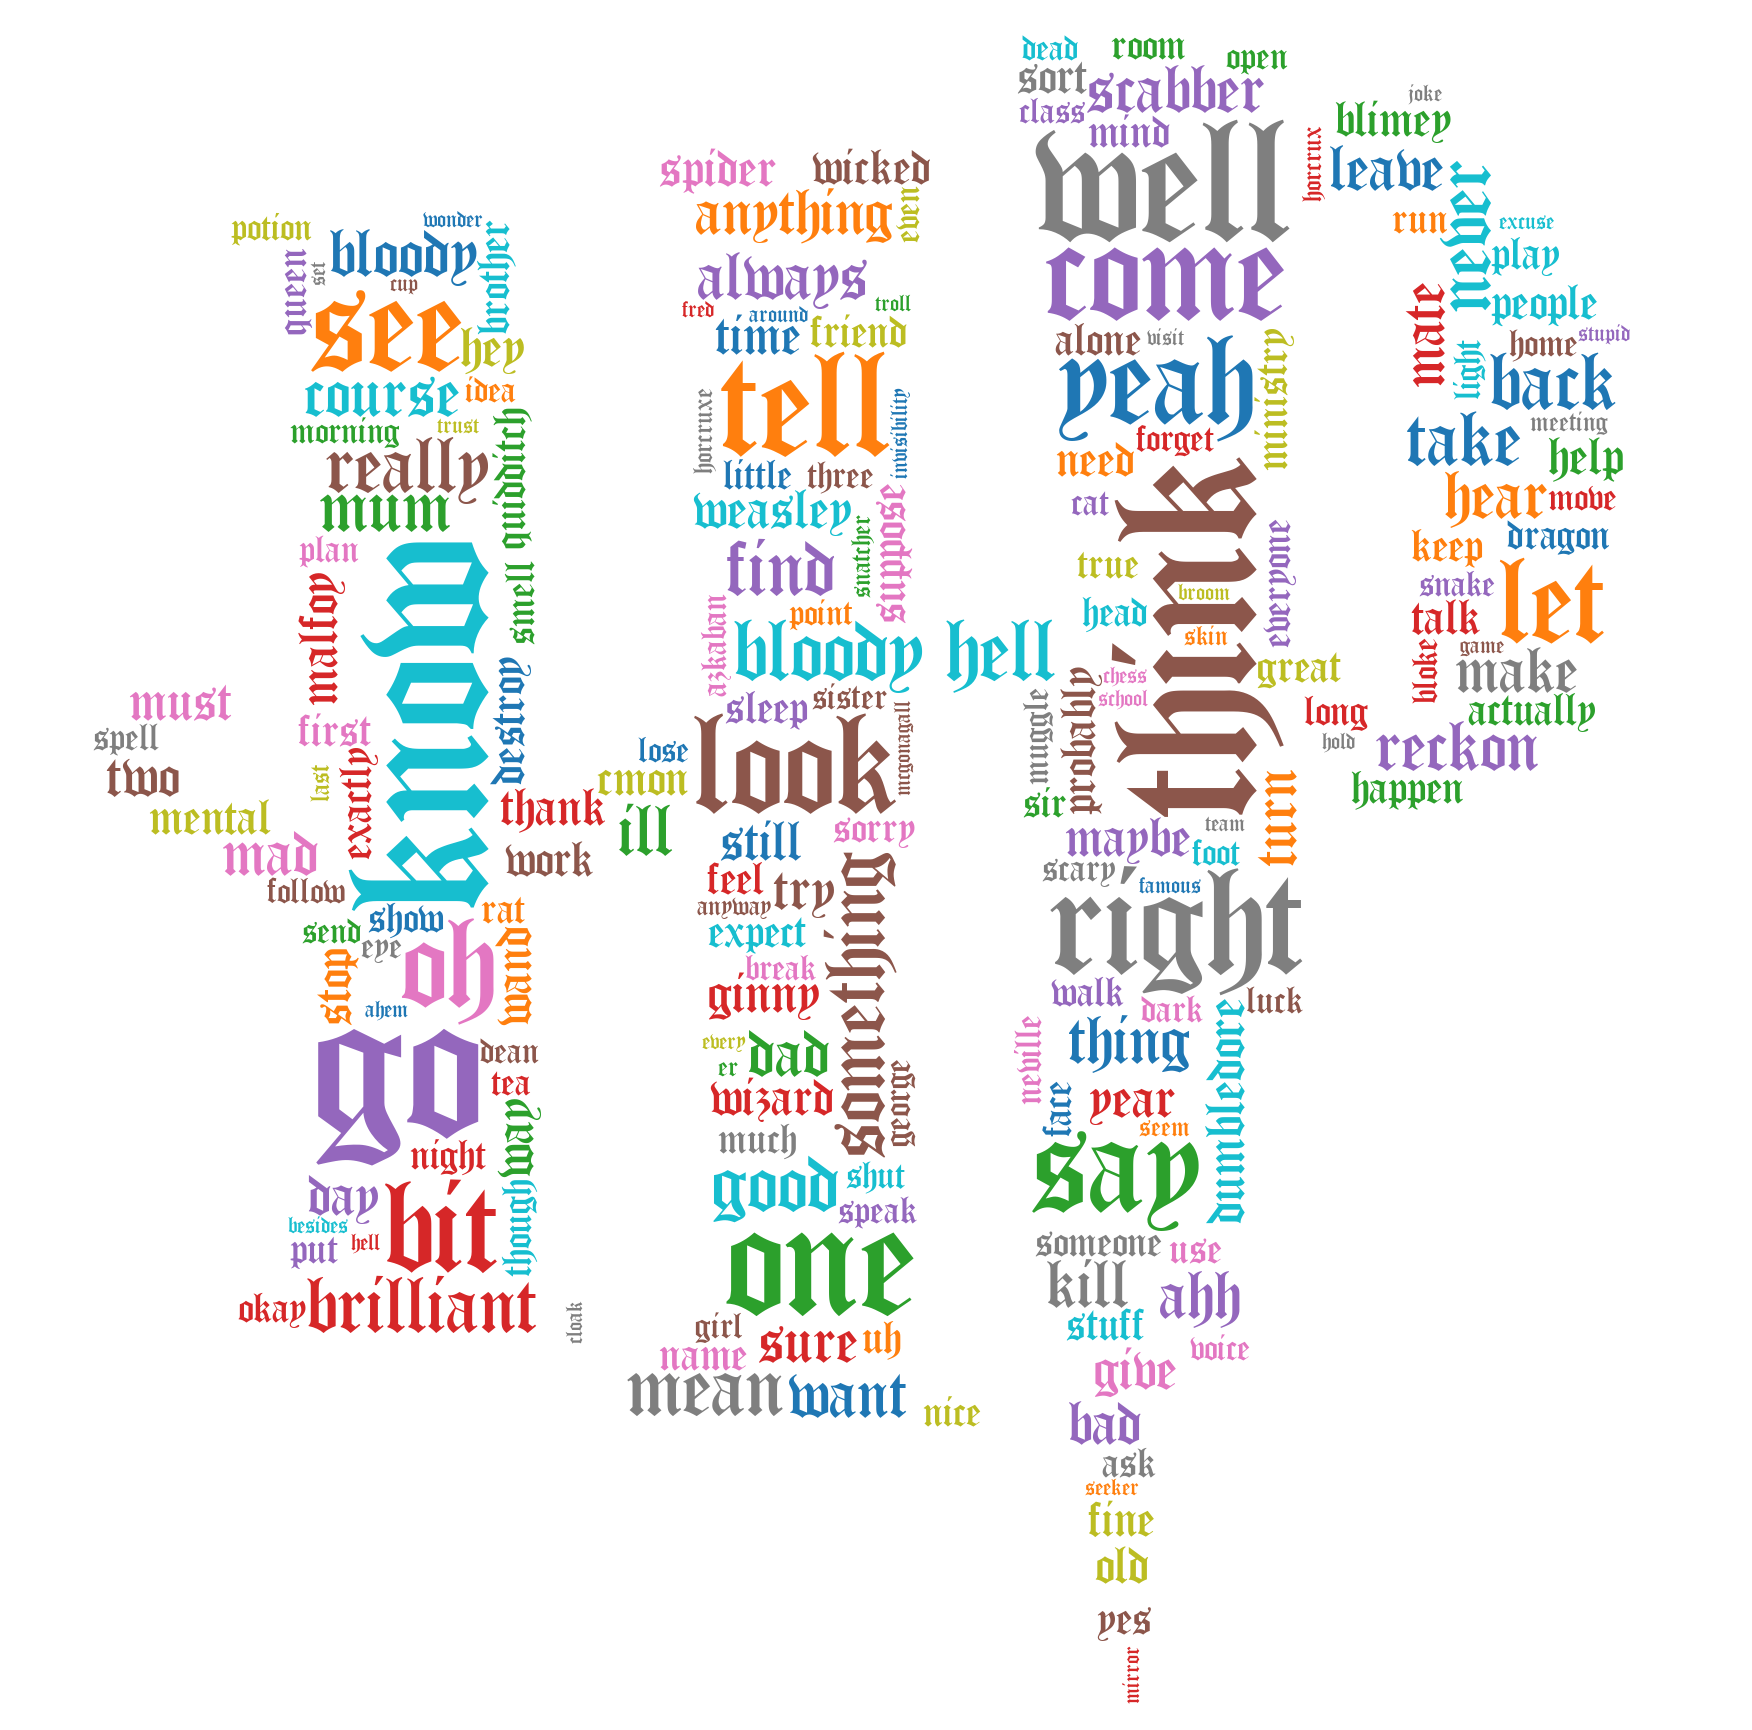 potion
wonder
queen
set
bloody
brother
cup
see
hey
course
idea
morning
trust
quidditch
really
mum
plan
know
smell
malfoy
destroy
must
spell
two
first
last
exactly
mental
mad
follow
thank
work
show
rat
send
eye
oh
wand
stop
ahem
go
dean
tea
way
night
day
bit
though
besides
put
hell
okay
brilliant
cloak
spider
wicked
anything
even
always
fred
around
troll
time
friend
tell
horcruxe
invisibility
little
three
weasley
suppose
snatcher
find
point
azkaban
bloody hell
sleep
sister
mcgonagall
lose
cmon
look
ill
still
sorry
feel
try
anyway
something
expect
break
ginny
every
dad
er
wizard
george
much
good
shut
speak
one
girl
name
sure
uh
mean
want
nice
dead
room
open
sort
scabber
class
mind
well
come
alone
visit
yeah
ministry
need
forget
cat
think
everyone
true
broom
head
skin
chess
school
great
muggle
probably
sir
turn
maybe
team
foot
scary
famous
right
walk
dark
luck
neville
thing
dumbledore
face
year
seem
say
someone
use
kill
ahh
stuff
voice
give
bad
ask
seeker
fine
old
yes
mirror
joke
blimey
horcrux
leave
never
run
excuse
play
mate
people
home
stupid
light
back
take
meeting
help
hear
move
keep
dragon
snake
let
talk
game
bloke
make
actually
long
hold
reckon
happen